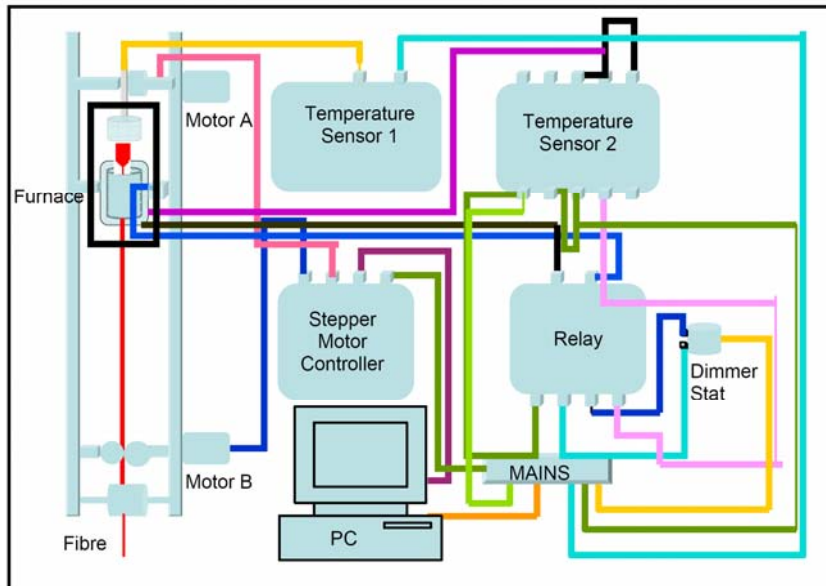 Motor A
Temperature
Sensor 1
Temperature
Sensor 2
Furnace
Stepper
Motor
Controller
Relay
Dimmer
Stat
Motor B
MAINS
PC
Fibre